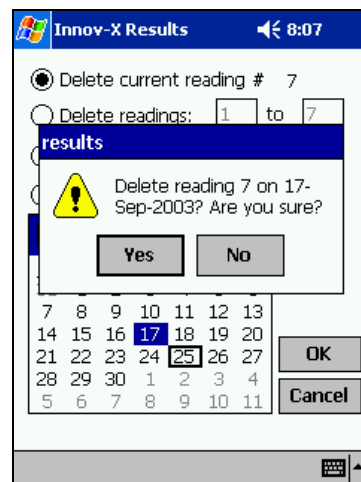 Innov-X Results 8:07
Delete current reading # 7
Delete readings: 1 to 7
results
Delete reading 7 on 17-
Sep-2003? Are you sure?
Yes No
7 8 9 10 11 12 13
14 15 16 17 18 19 20
21 22 23 24 25 26 27
28 29 30 1 2 3 4
5 6 7 8 9 10 11
OK
Cancel